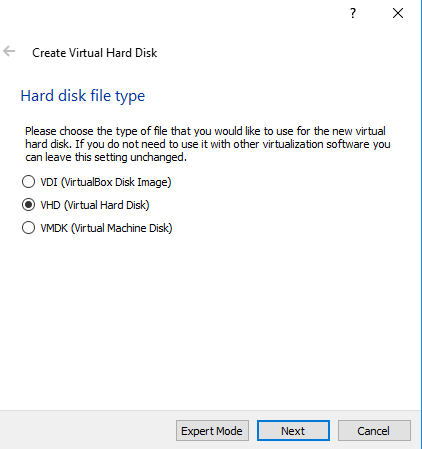 ?
Create Virtual Hard Disk
Hard disk file type
Please choose the type of file that you would like to use for the new virtual
hard disk. If you do not need to use it with other virtualization software you
can leave this setting unchanged.
VDI (VirtualBox Disk Image)
VHD (Virtual Hard Disk)
VMDK (Virtual Machine Disk)
Expert Mode Next Cancel